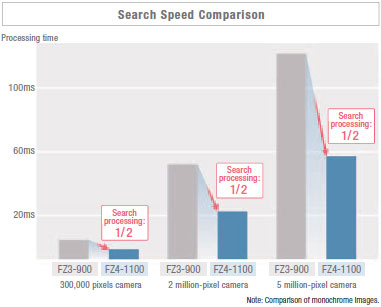 Search Speed Comparison
Processing time
100ms
60ms
20ms
Search
processing:
1/2
Search
processing:
1/2
Search
processing:
1/2
FZ3-900 FZ4-1100 FZ3-900 FZ4-1100 FZ3-900 FZ4-1100
300,000 pixels camera 2 million-pixel camera 5 million-pixel camera
Note: Comparison of monochrome images.